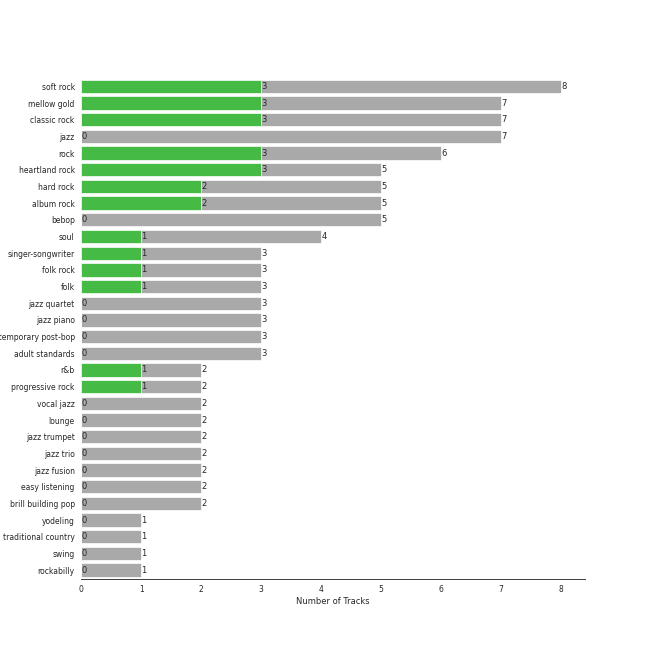 soft rock 3 8
mellow gold 3 7
classic rock 3 7
jazz 0 7
rock 3 6
heartland rock 3 5
hard rock 2 5
album rock 2 5
bebop 0 5
soul 1 4
singer-songwriter 1 3
folk rock 1 3
folk 1 3
jazz quartet 0 3
jazz piano 0 3
temporary post-bop 0 3
adult standards 0 3
r&b 1 2
progressive rock 1 2
vocal jazz 0 2
lounge 0 2
jazz trumpet 0 2
jazz trio 0 2
jazz fusion 0 2
easy listening 0 2
brill building pop 0 2
yodeling 0 1
traditional country 0 1
swing 0 1
rockabilly 0 1
0 1 2 3 4 5 6 7 8
Number of Tracks